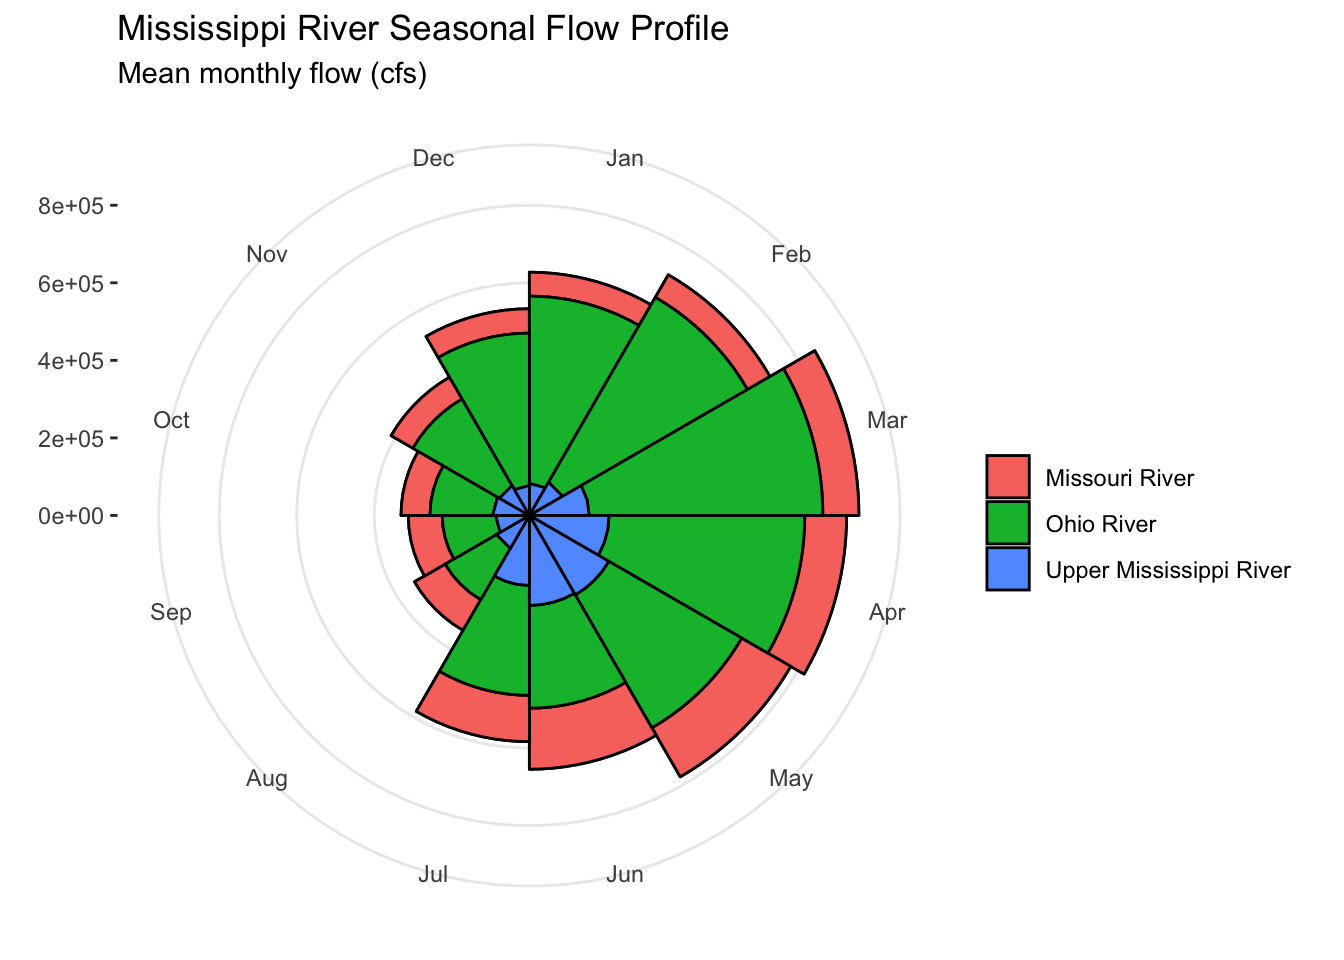 Mississippi River Seasonal Flow Profile
Mean monthly flow (cfs)
Dec
Jan
8e+05
Nov
Feb
6e+05
4e+05
Oct
Mar
2e+05
Missouri River
0e+00
Ohio River
Upper Mississippi River
Sep
Apr
Aug
May
Jul
Jun